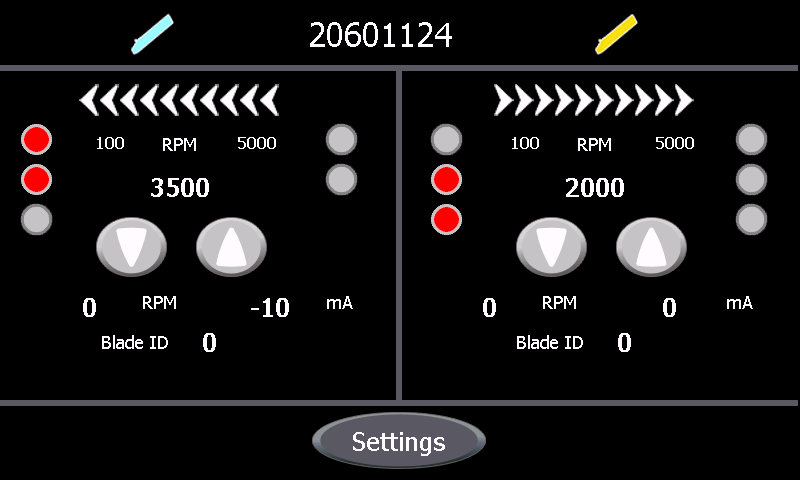 20601124
100 RPM 5000
3500
0 RPM -10 mA
Blade ID 0
100 RPM 5000
2000
0 RPM 0 mA
Blade ID 0
Settings